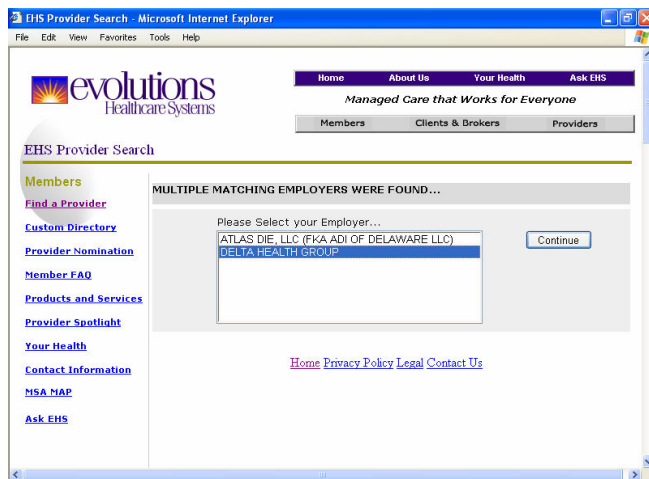 EHS Provider Search - Microsoft Internet Explorer
File Edit View Favorites Tools Help
evolutions
Healthcare Systems
Home About Us Your Health Ask EHS
Managed Care that Works for Everyone
Members Clients & Brokers Providers
EHS Provider Search
Members
Find a Provider
Custom Directory
Provider Nomination
Member FAQ
Products and Services
Provider Spotlight
Your Health
Contact Information
MSA MAP
Ask EHS
MULTIPLE MATCHING EMPLOYERS WERE FOUND...
Please Select your Employer...
ATLAS DIE, LLC (FKA ADI OF DELAWARE LLC)
DELTA HEALTH GROUP
Continue
Home Privacy Policy Legal Contact Us